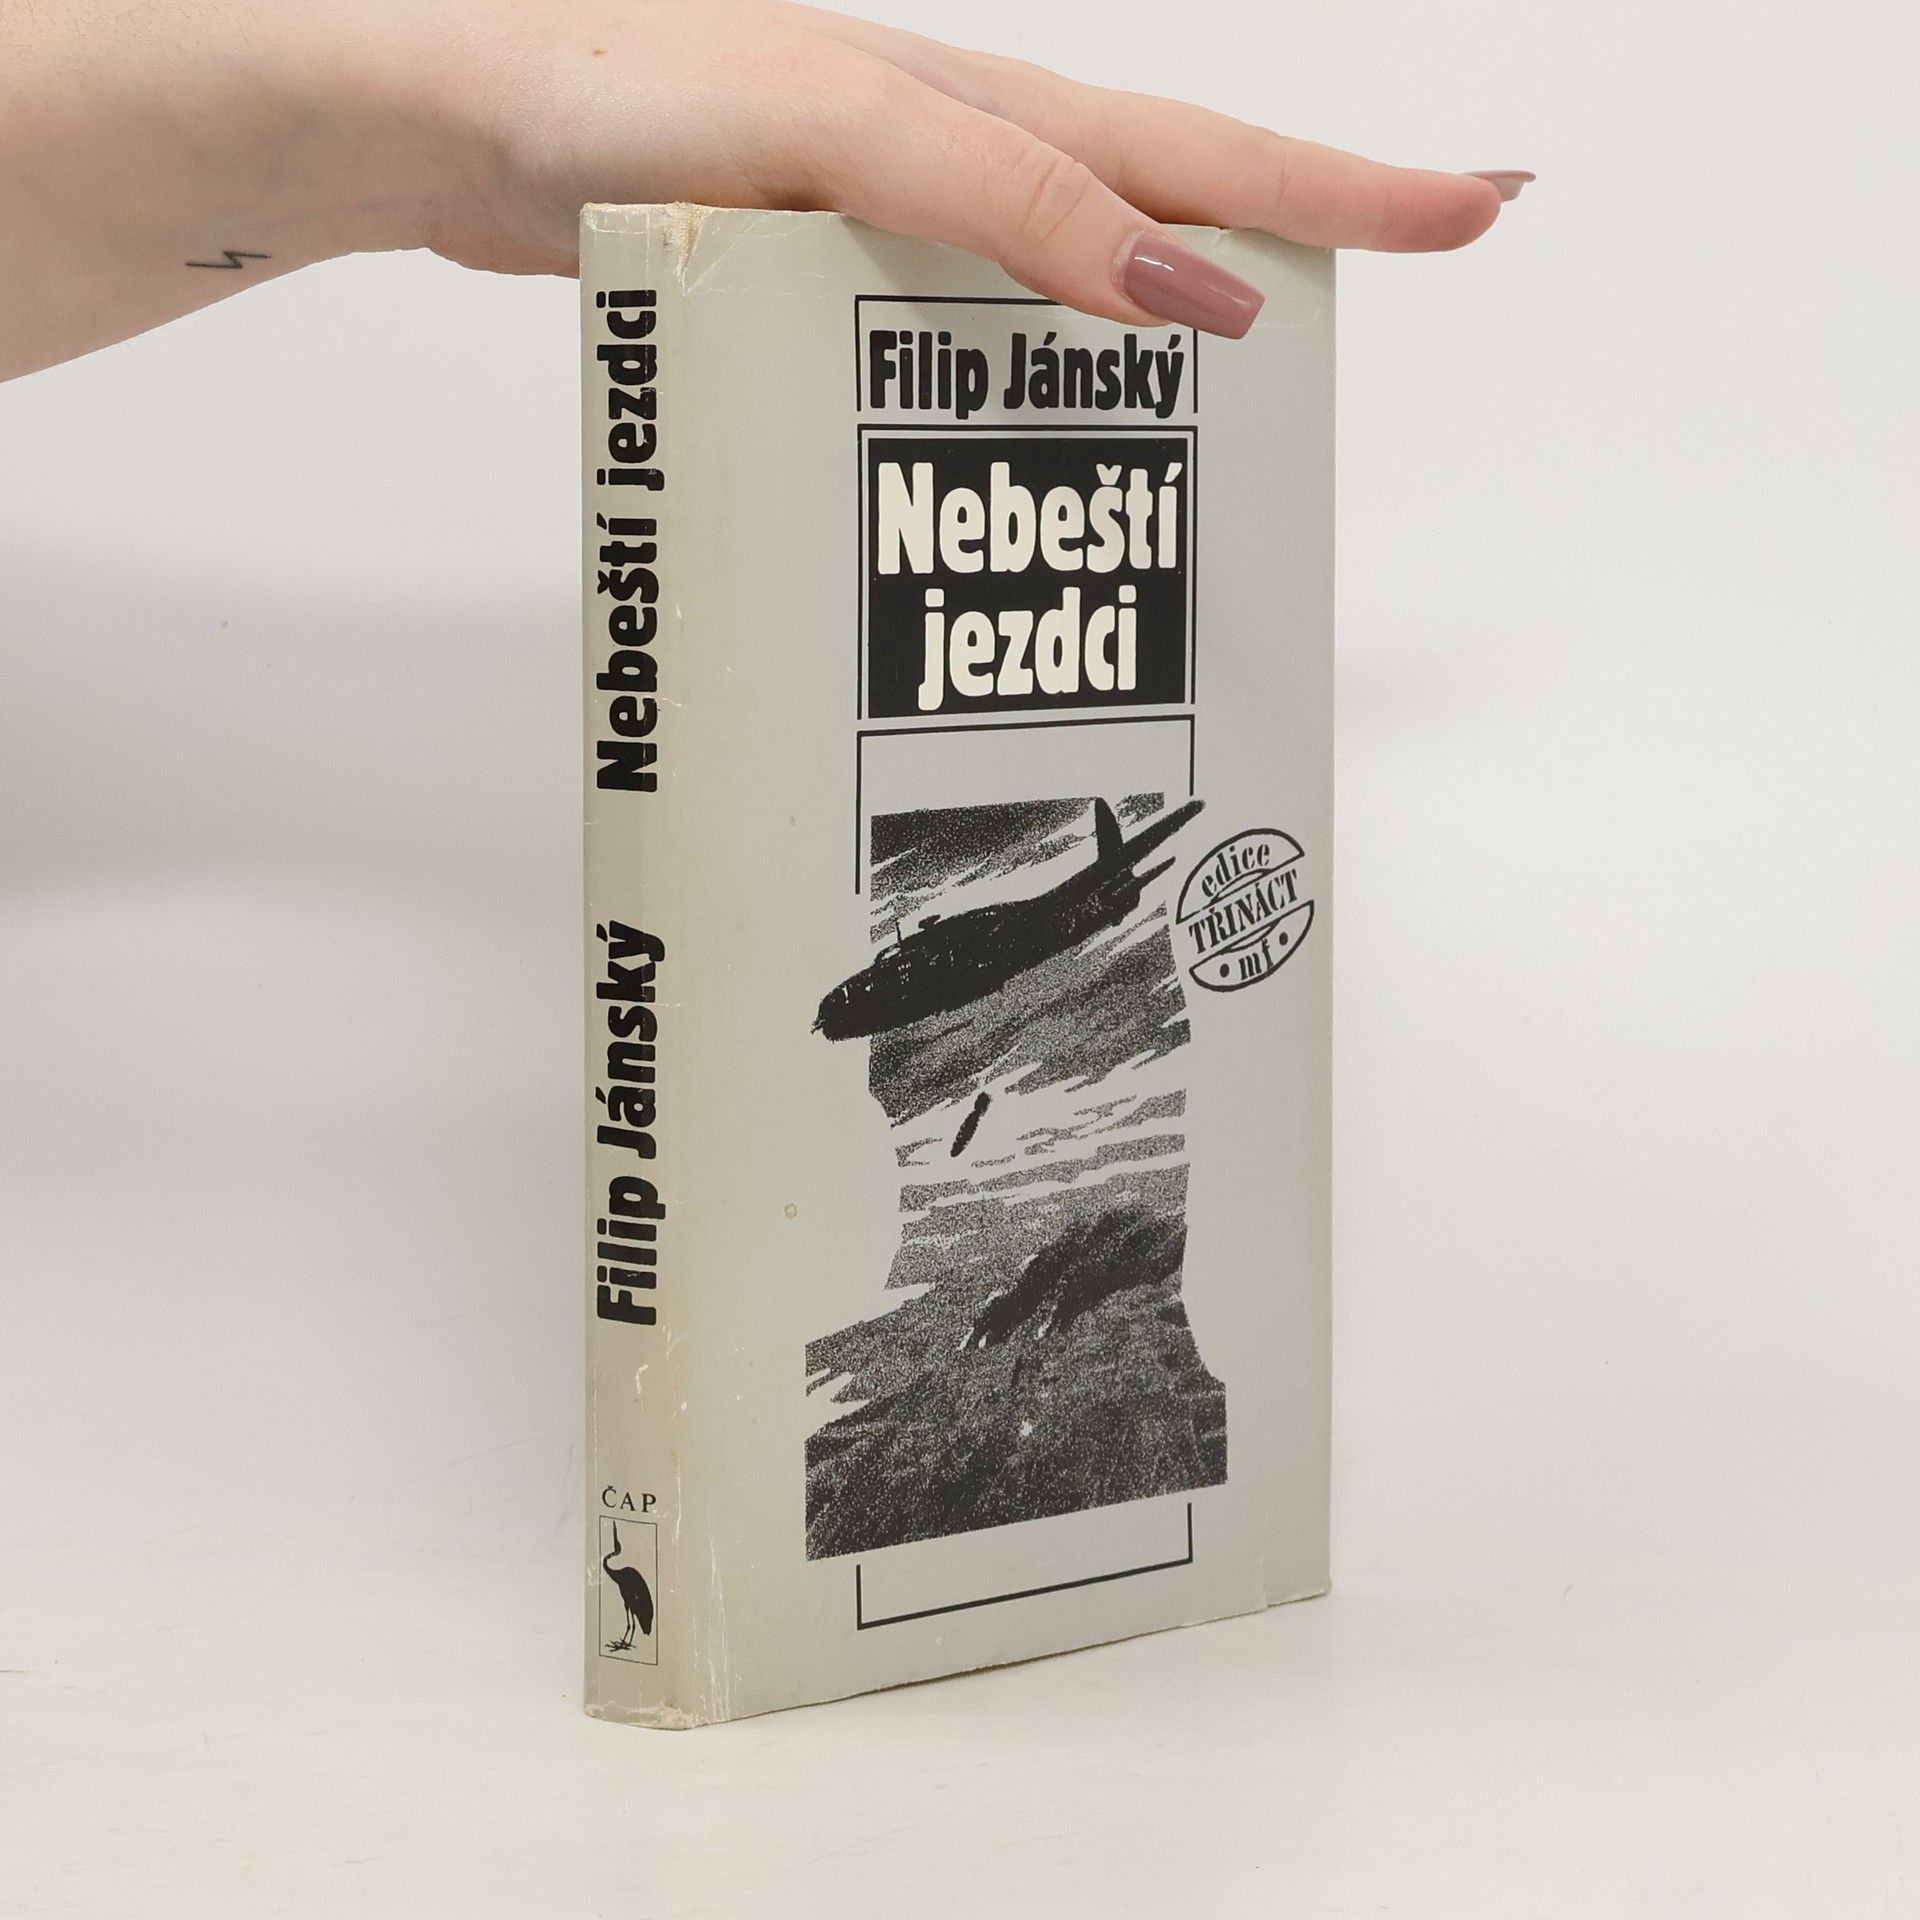 Filip Jánský
Nebeští
jezdci
edice
TŘINÁCT
mf
Filip Jánský Nebeští jezdci
ČAP